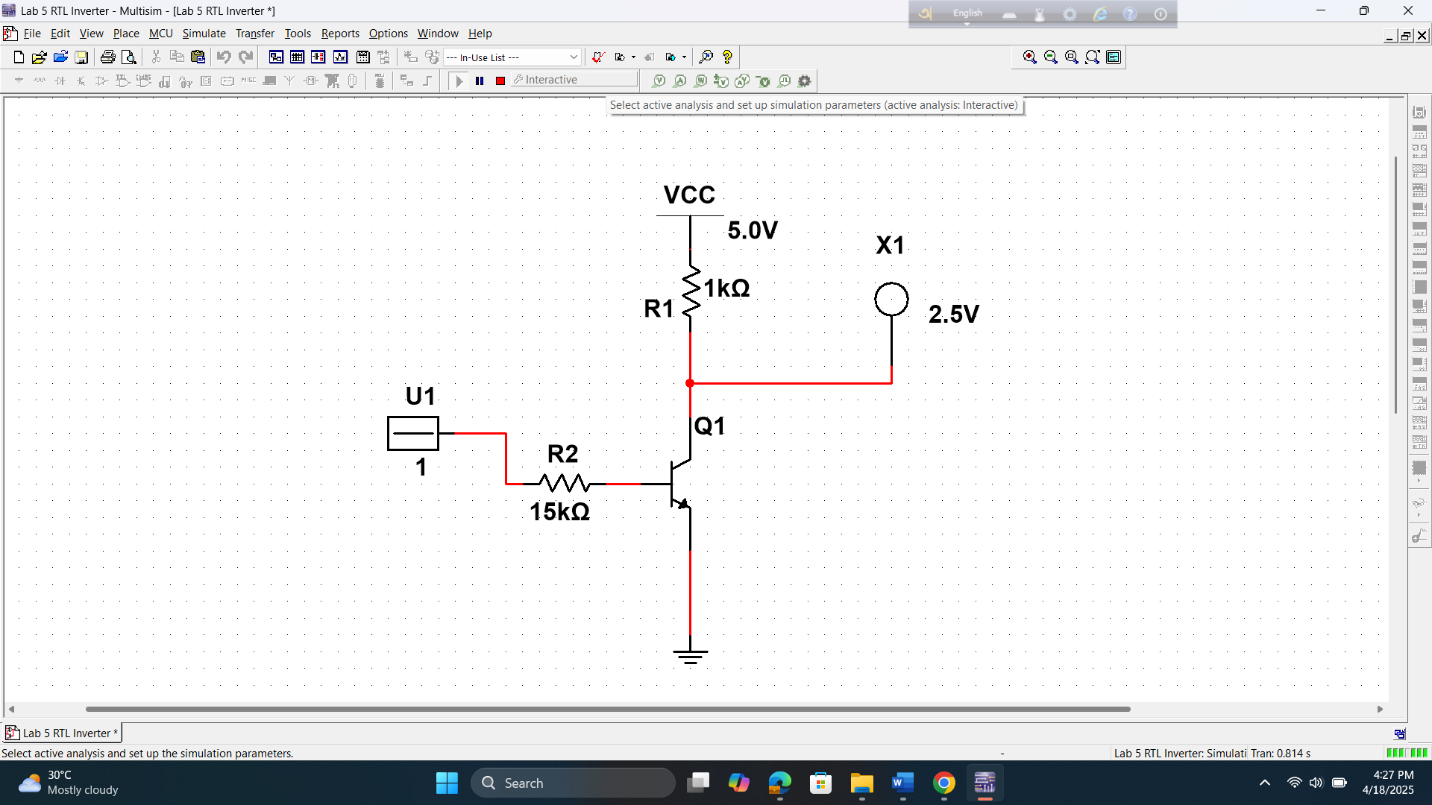 Lab 5 RTL Inverter - Multisim - [Lab 5 RTL Inverter *]
English
File Edit View Place MCU Simulate Transfer Tools Reports Options Window Help
--- In-Use List ---
Interactive
Select active analysis and set up simulation parameters (active analysis: Interactive)
VCC
5.0V
X1
1kΩ
R1
2.5V
U1
Q1
R2
1
15kΩ
Lab 5 RTL Inverter *
Select active analysis and set up the simulation parameters.
-
Lab 5 RTL Inverter: Simulati Tran: 0.814 s
30°C
Mostly cloudy
Search
4:27 PM
4/18/2025